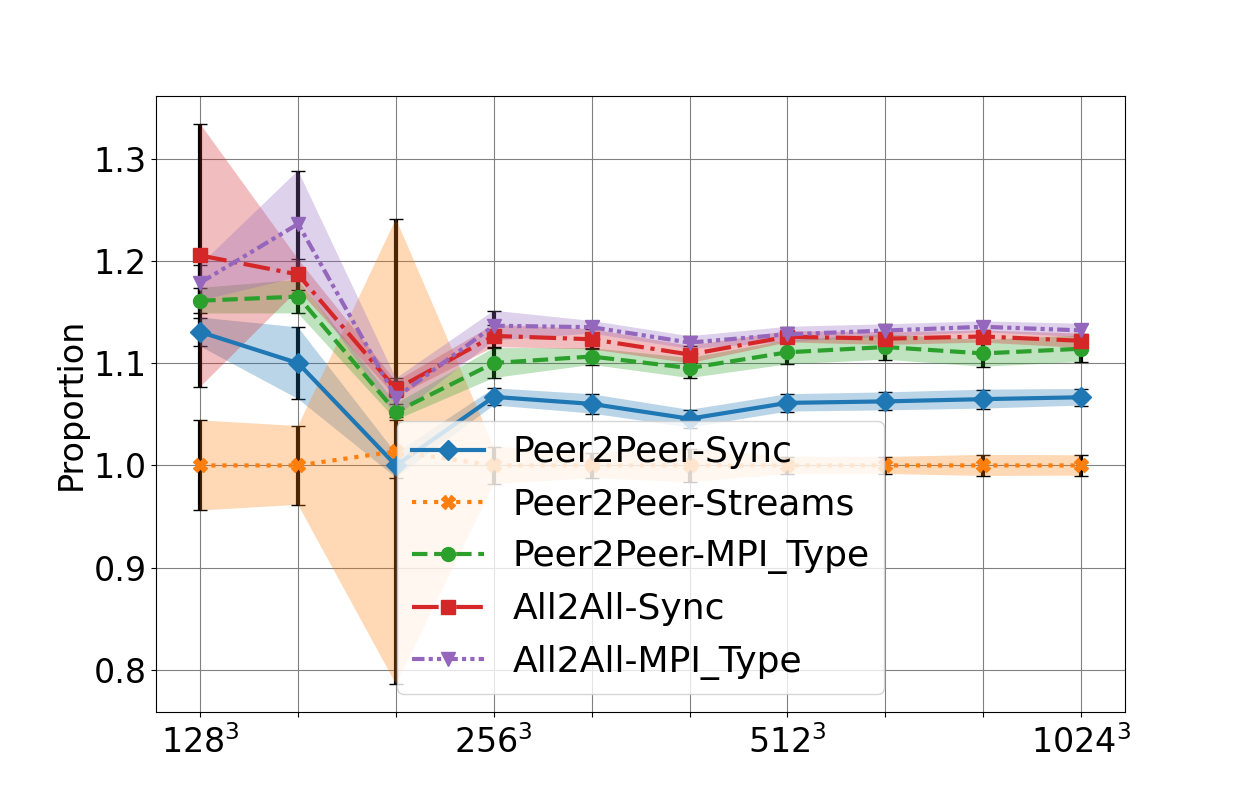 Proportion
1.3
1.2
1.1
1.0
0.9
0.8
Peer2Peer-Sync
Peer2Peer-Streams
Peer2Peer-MPI_Type
All2All-Sync
All2All-MPI_Type
128³ 256³ 512³ 1024³